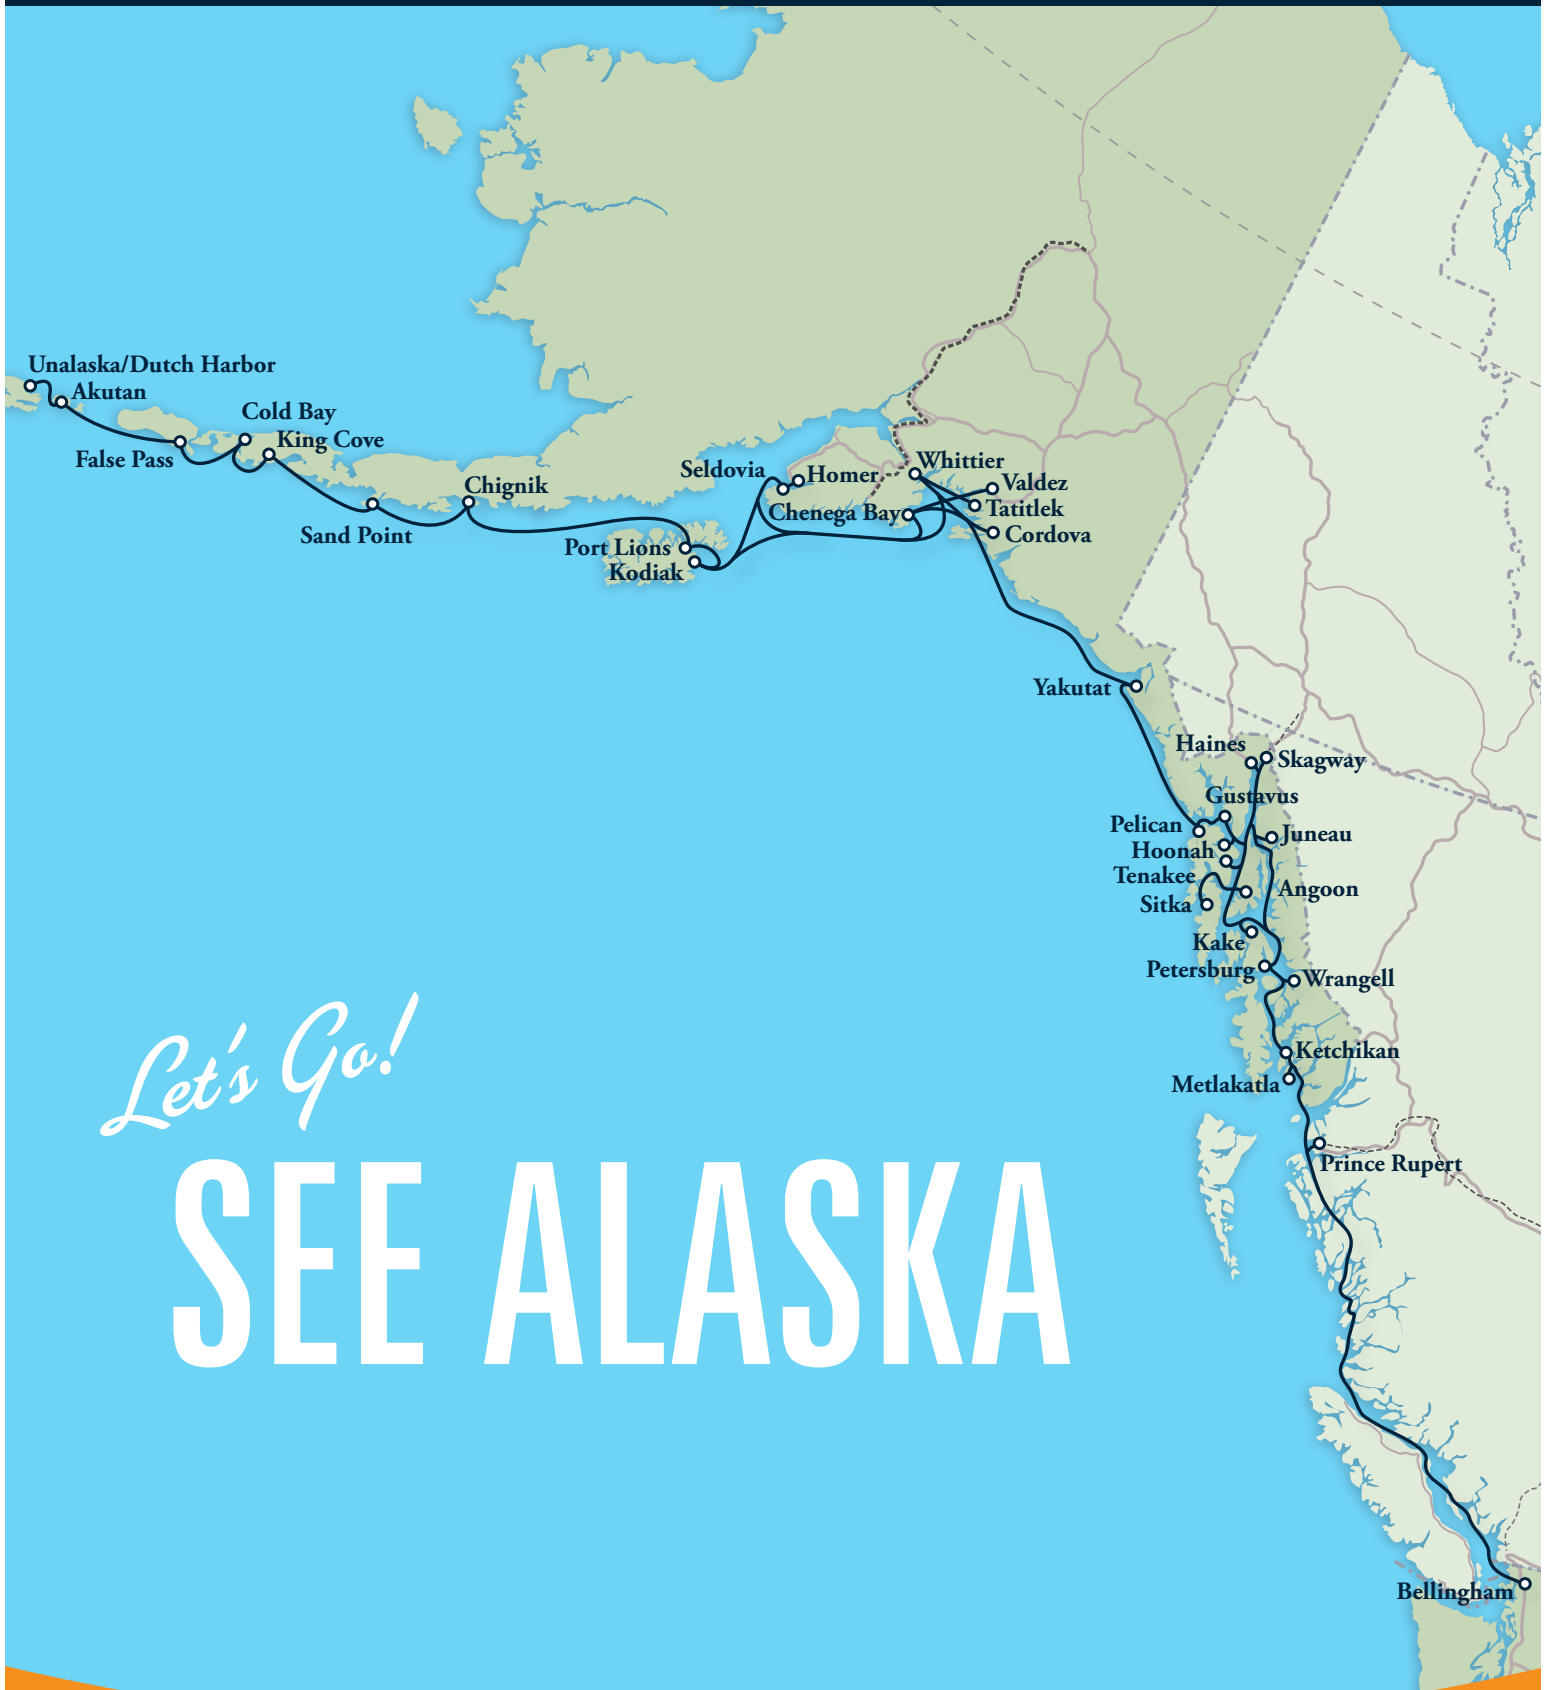 Unalaska/Dutch Harbor
Akutan
Cold Bay
King Cove
False Pass
Chignik
Sand Point
Seldovia
Homer
Whittier
Valdez
Chenega Bay
Tatitlek
Cordova
Port Lions
Kodiak
Yakutat
Haines
Skagway
Gustavus
Pelican
Juneau
Hoonah
Tenakee
Angoon
Sitka
Kake
Petersburg
Wrangell
Ketchikan
Metlakatla
Prince Rupert
Let's Go!
SEE ALASKA
Bellingham